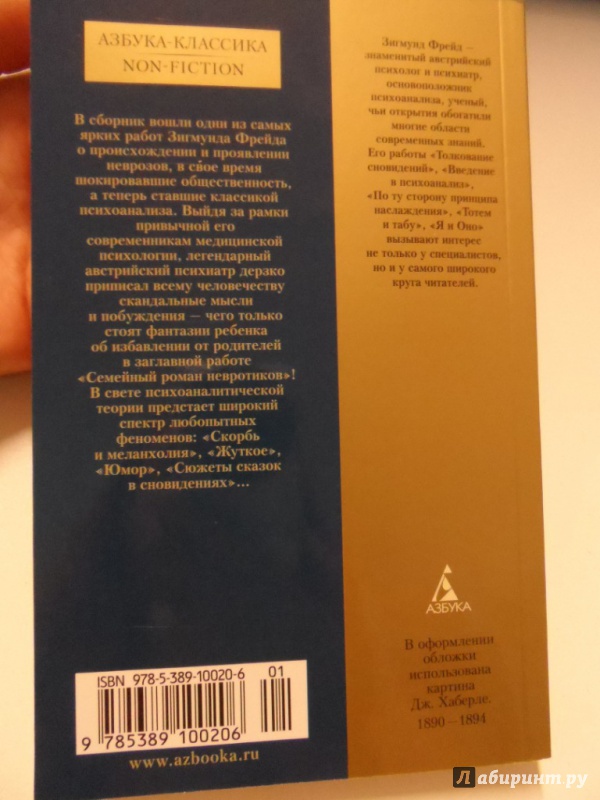 АЗБУКА-КЛАССИКА
NON-FICTION
В сборник вошли одни из самых
ярких работ Зигмунда Фрейда
о происхождении и проявлении
неврозов, в свое время
шокировавшие общественность,
а теперь ставшие классикой
психоанализа. Выйдя за рамки
привычной его
современникам медицинской
психологии, легендарный
австрийский психиатр дерзко
приписал всему человечеству
скандальные мысли
и побуждения — чего только
стоят фантазии ребенка
об избавлении от родителей
в заглавной работе
«Семейный роман невротиков»!
В свете психоаналитической
теории предстает широкий
спектр любопытных
феноменов: «Скорбь
и меланхолия», «Жуткое»,
«Юмор», «Сюжеты сказок
в сновидениях»...
ISBN 978-5-389-10020-6
01
9 785389 100206
www.azbooka.ru
Зигмунд Фрейд —
знаменитый австрийский
психолог и психиатр,
основоположник
психоанализа, ученый,
чьи открытия обогатили
многие области
современных знаний.
Его работы «Толкование
сновидений», «Введение
в психоанализ»,
«По ту сторону принципа
наслаждения», «Тотем
и табу», «Я и Оно»
вызывают интерес
не только у специалистов,
но и у самого широкого
круга читателей.
АЗБУКА
В оформлении
обложки
использована
картина
Дж. Хаберле.
1890 – 1894
Лабиринт.ру